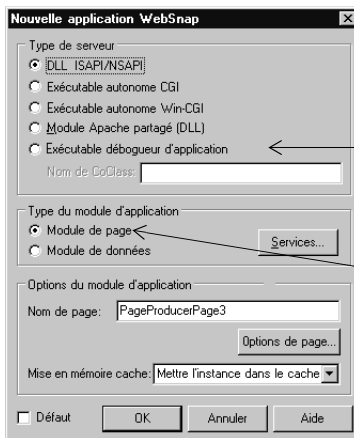 Nouvelle application WebSnap
Type de serveur
DLL ISAPI/NSAPI
Exécutable autonome CGI
Exécutable autonome Win-CGI
Module Apache partagé (DLL)
Exécutable débogueur d'application
Nom de CoClass:
Type du module d'application
Module de page
Module de données
Services...
Options du module d'application
Nom de page: PageProducerPage3
Options de page...
Mise en mémoire cache: Mettre l'instance dans le cache
Défaut OK Annuler Aide